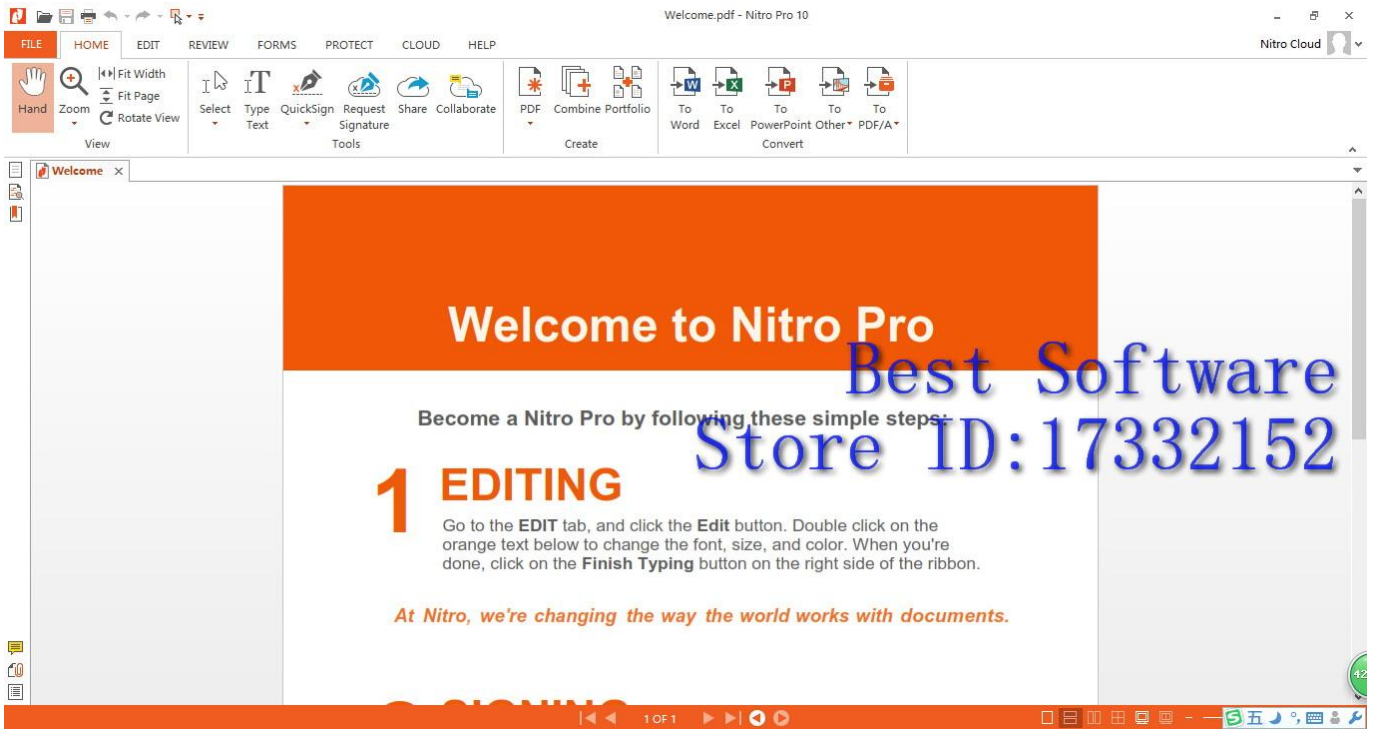 Welcome.pdf - Nitro Pro 10
FILE HOME EDIT REVIEW FORMS PROTECT CLOUD HELP
Nitro Cloud
Hand
Zoom
Fit Width
Fit Page
Rotate View
View
Select
Type Text
QuickSign
Request Signature
Share
Collaborate
Tools
PDF
Combine
Portfolio
Create
To Word
To Excel
To PowerPoint
To Other
To PDF/A
Convert
Welcome
Welcome to Nitro Pro
Best Software
Store ID:17332152
Become a Nitro Pro by following these simple steps:
1 EDITING
Go to the EDIT tab, and click the Edit button. Double click on the
orange text below to change the font, size, and color. When you're
done, click on the Finish Typing button on the right side of the ribbon.
At Nitro, we're changing the way the world works with documents.
SIGNING
1 OF 1
五
42